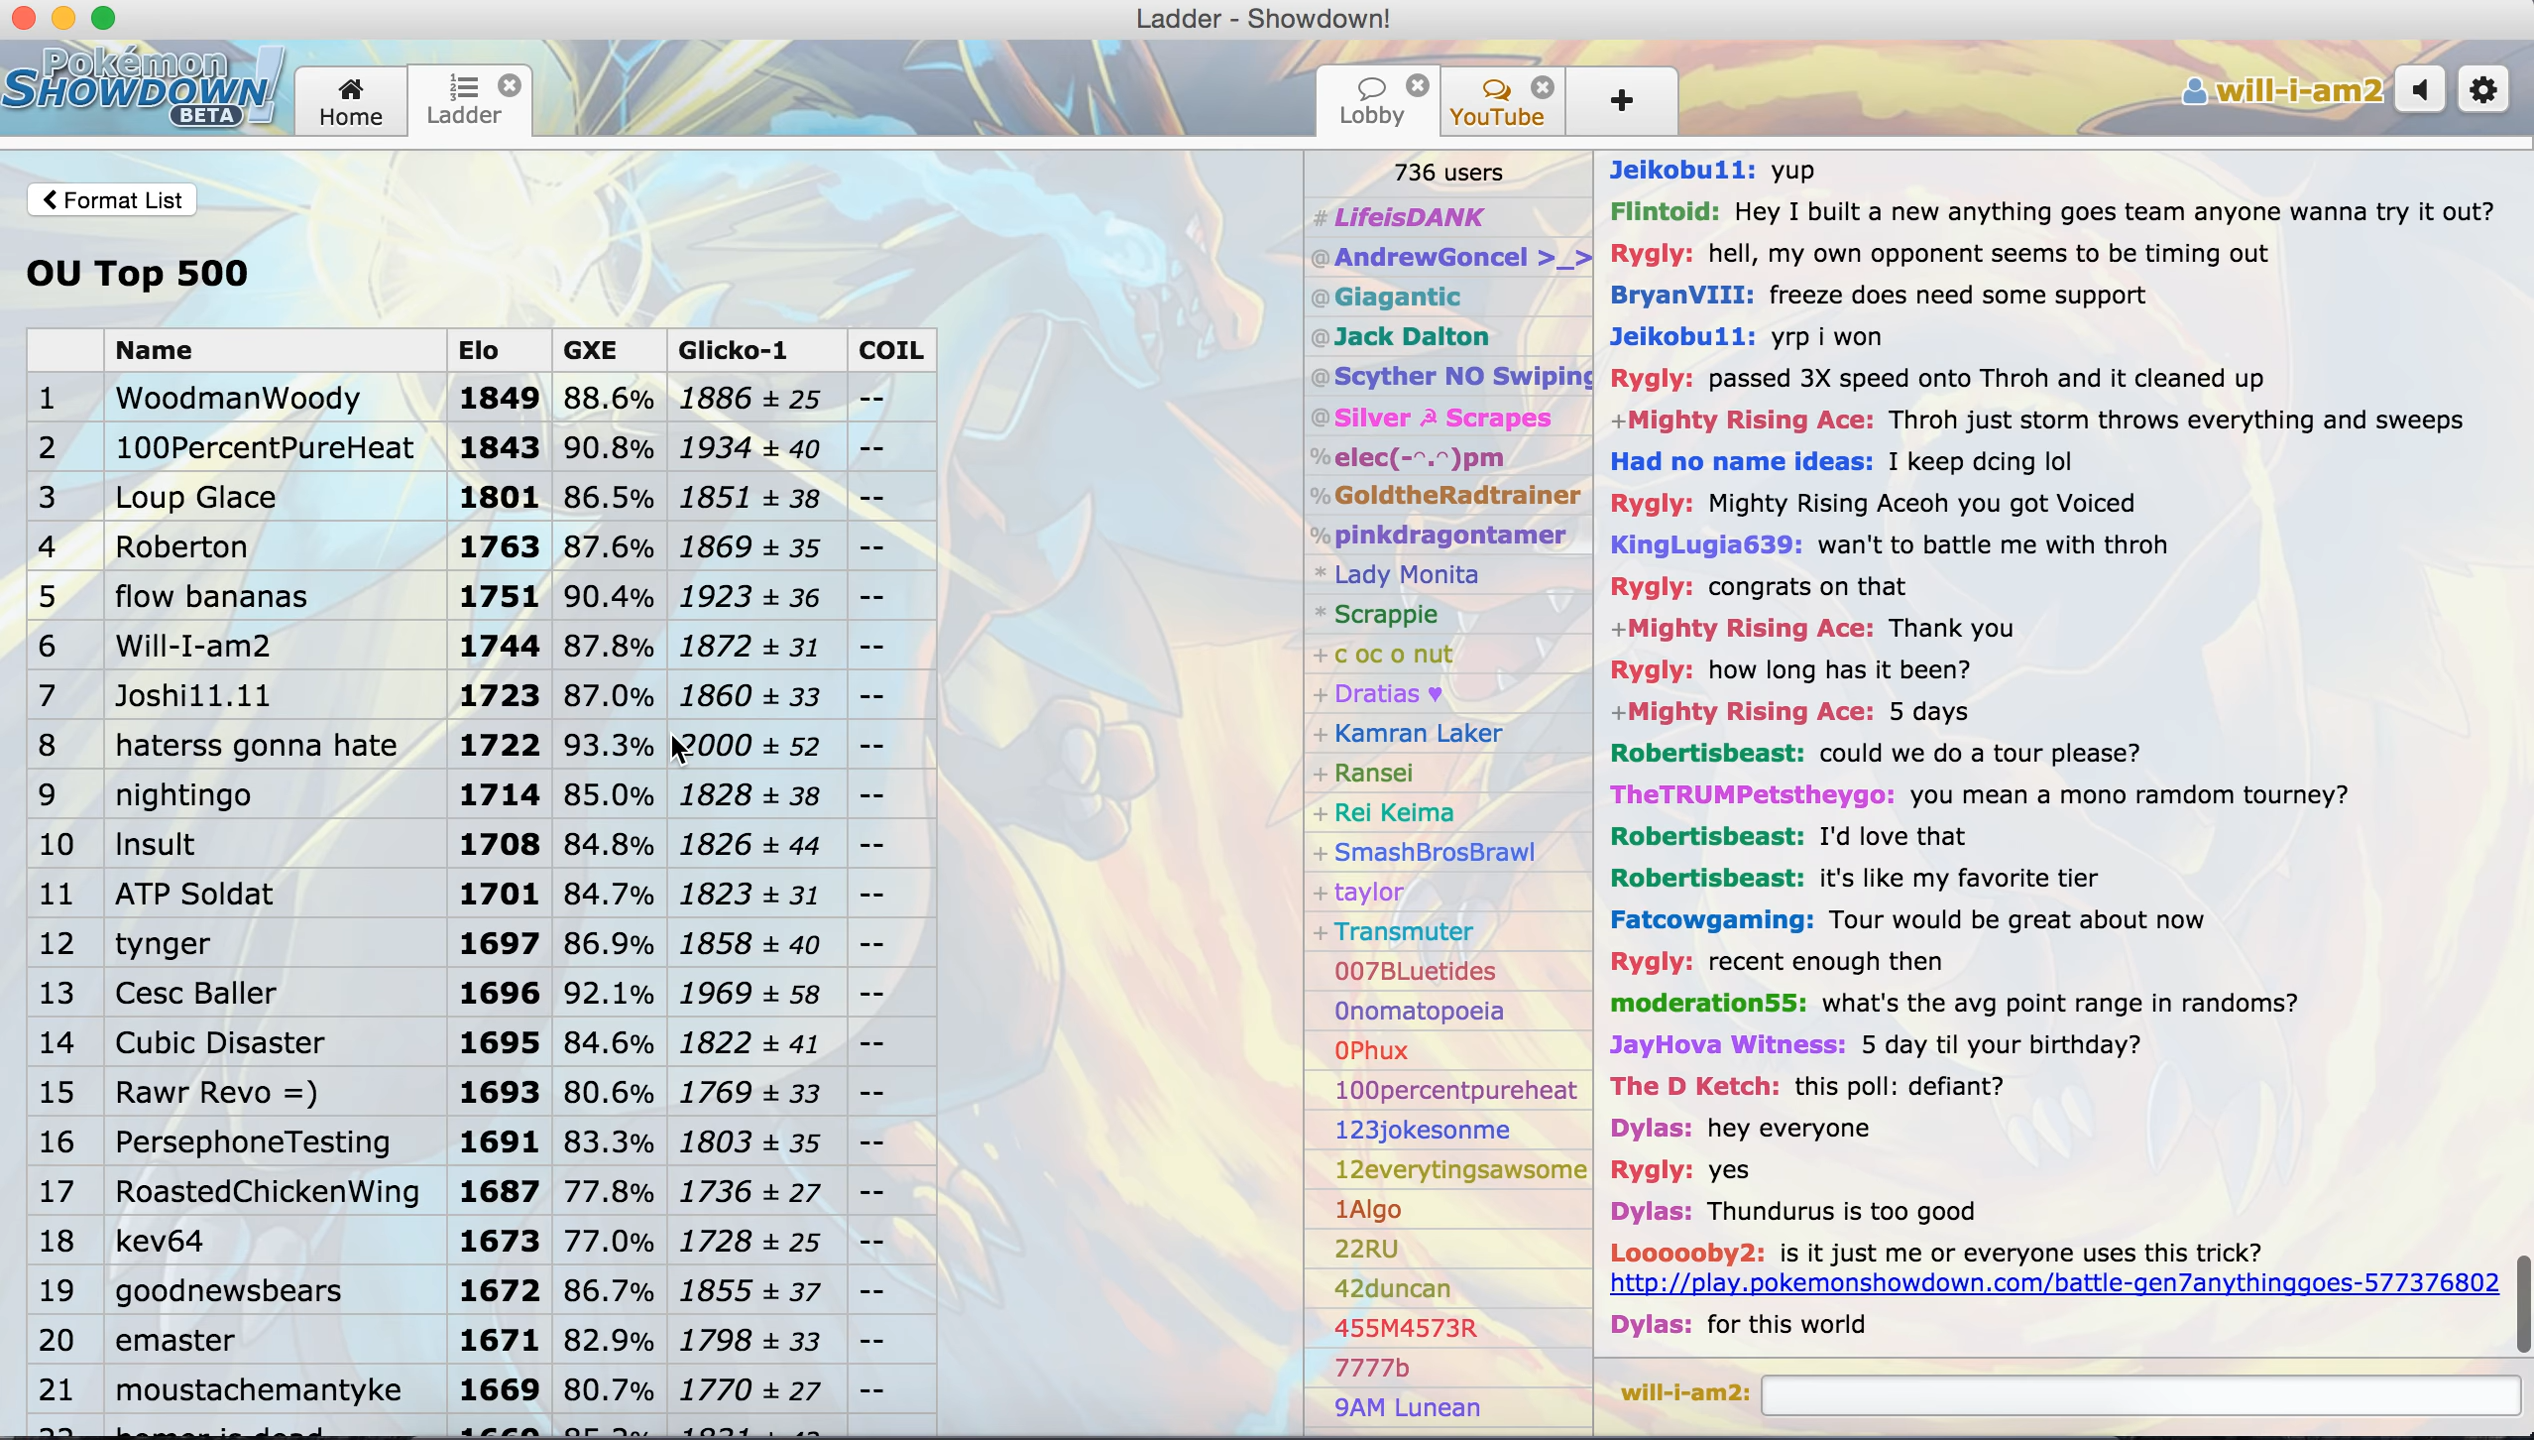 Ladder - Showdown!
Pokémon
SHOWDOWN!
BETA
Home
Ladder
Lobby
YouTube
will-i-am2
Format List
OU Top 500
Name Elo GXE Glicko-1 COIL
1 WoodmanWoody 1849 88.6% 1886 ± 25 --
2 100PercentPureHeat 1843 90.8% 1934 ± 40 --
3 Loup Glace 1801 86.5% 1851 ± 38 --
4 Roberton 1763 87.6% 1869 ± 35 --
5 flow bananas 1751 90.4% 1923 ± 36 --
6 Will-I-am2 1744 87.8% 1872 ± 31 --
7 Joshi11.11 1723 87.0% 1860 ± 33 --
8 haterss gonna hate 1722 93.3% 2000 ± 52 --
9 nightingo 1714 85.0% 1828 ± 38 --
10 lnsult 1708 84.8% 1826 ± 44 --
11 ATP Soldat 1701 84.7% 1823 ± 31 --
12 tynger 1697 86.9% 1858 ± 40 --
13 Cesc Baller 1696 92.1% 1969 ± 58 --
14 Cubic Disaster 1695 84.6% 1822 ± 41 --
15 Rawr Revo =) 1693 80.6% 1769 ± 33 --
16 PersephoneTesting 1691 83.3% 1803 ± 35 --
17 RoastedChickenWing 1687 77.8% 1736 ± 27 --
18 kev64 1673 77.0% 1728 ± 25 --
19 goodnewsbears 1672 86.7% 1855 ± 37 --
20 emaster 1671 82.9% 1798 ± 33 --
21 moustachemantyke 1669 80.7% 1770 ± 27 --
736 users
# LifeisDANK
@ AndrewGoncel >_>
@ Giagantic
@ Jack Dalton
@ Scyther NO Swiping
@ Silver ☭ Scrapes
% elec(-ᴖ.ᴖ)pm
% GoldtheRadtrainer
% pinkdragontamer
* Lady Monita
* Scrappie
+ c oc o nut
+ Dratias ♥
+ Kamran Laker
+ Ransei
+ Rei Keima
+ SmashBrosBrawl
+ taylor
+ Transmuter
007BLuetides
0nomatopoeia
0Phux
100percentpureheat
123jokesonme
12everytingsawsome
1Algo
22RU
42duncan
455M4573R
7777b
9AM Lunean
Jeikobu11: yup
Flintoid: Hey I built a new anything goes team anyone wanna try it out?
Rygly: hell, my own opponent seems to be timing out
BryanVIII: freeze does need some support
Jeikobu11: yrp i won
Rygly: passed 3X speed onto Throh and it cleaned up
+Mighty Rising Ace: Throh just storm throws everything and sweeps
Had no name ideas: I keep dcing lol
Rygly: Mighty Rising Aceoh you got Voiced
KingLugia639: wan't to battle me with throh
Rygly: congrats on that
+Mighty Rising Ace: Thank you
Rygly: how long has it been?
+Mighty Rising Ace: 5 days
Robertisbeast: could we do a tour please?
TheTRUMPetstheygo: you mean a mono ramdom tourney?
Robertisbeast: I'd love that
Robertisbeast: it's like my favorite tier
Fatcowgaming: Tour would be great about now
Rygly: recent enough then
moderation55: what's the avg point range in randoms?
JayHova Witness: 5 day til your birthday?
The D Ketch: this poll: defiant?
Dylas: hey everyone
Rygly: yes
Dylas: Thundurus is too good
Loooooby2: is it just me or everyone uses this trick?
http://play.pokemonshowdown.com/battle-gen7anythinggoes-577376802
Dylas: for this world
will-i-am2: